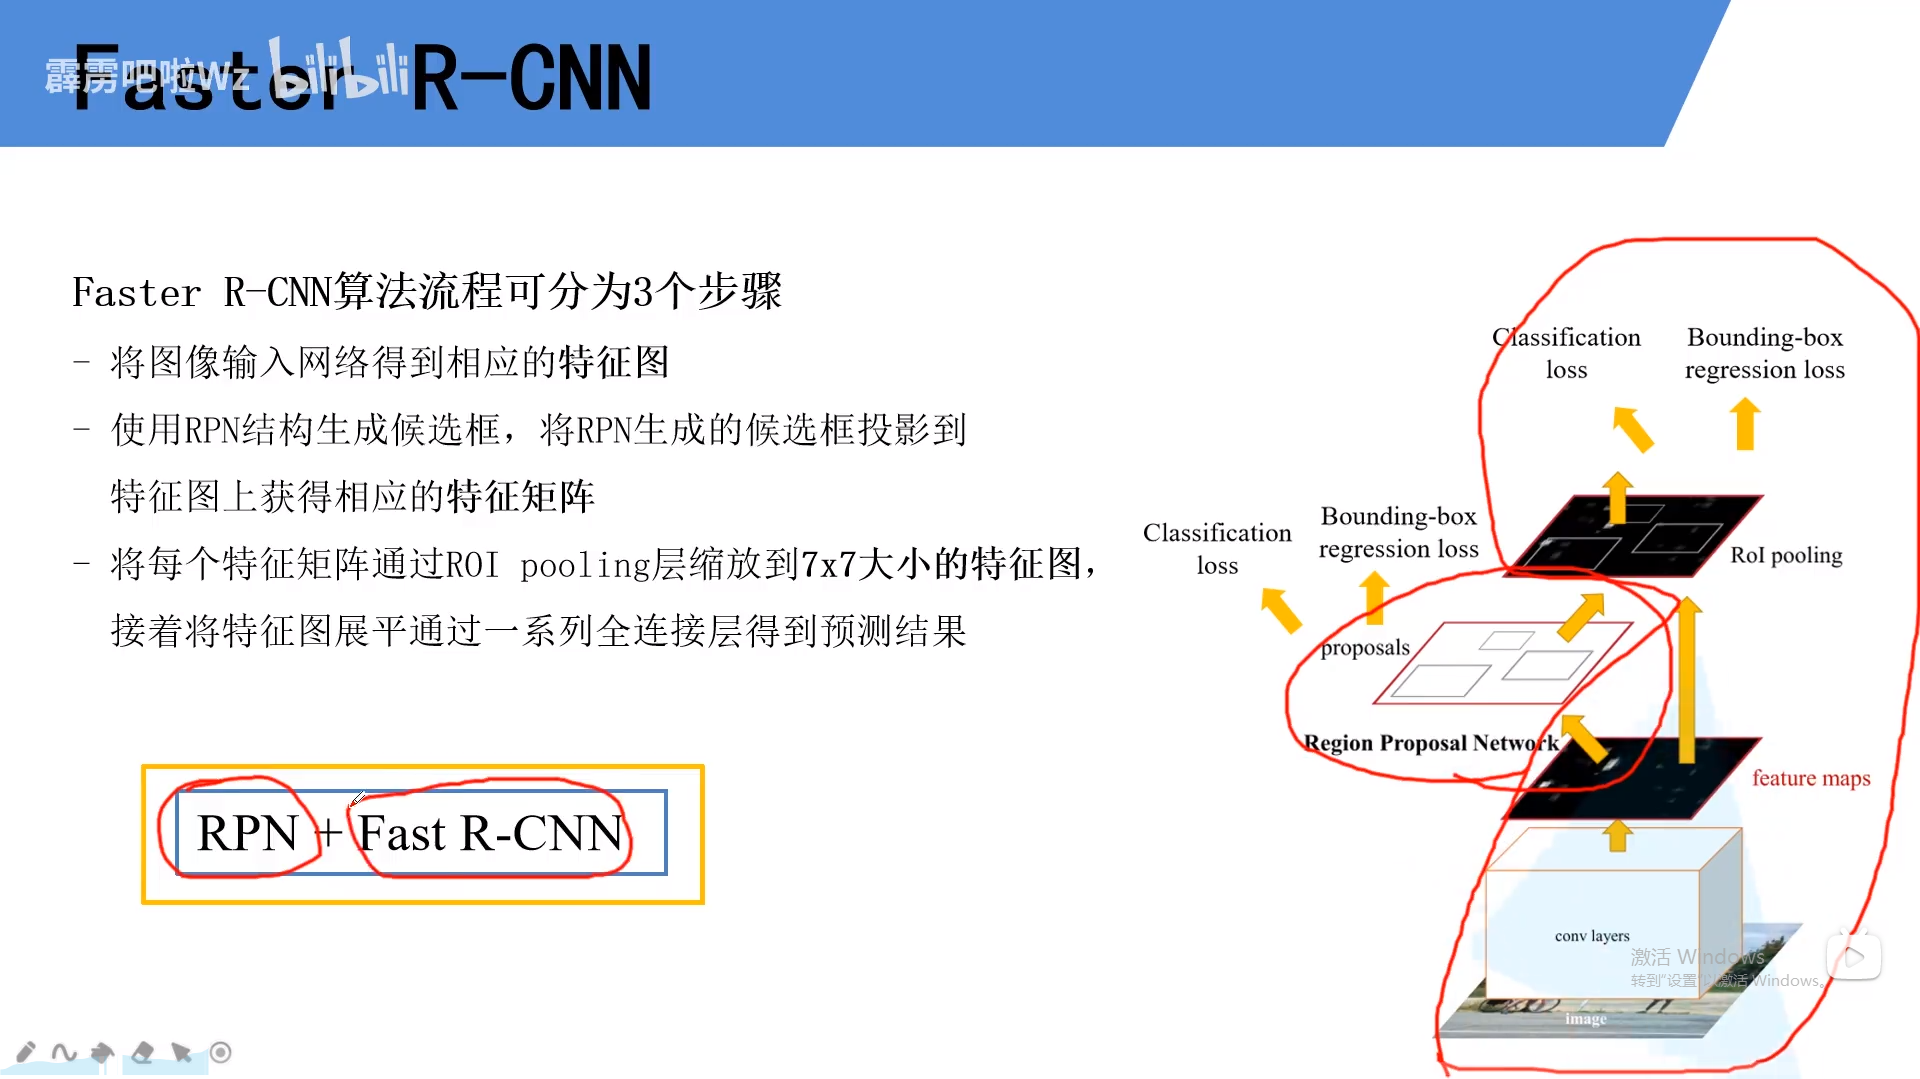 Faster R-CNN
霹雳吧啦Wz bilibili
Faster R-CNN算法流程可分为3个步骤
- 将图像输入网络得到相应的特征图
- 使用RPN结构生成候选框，将RPN生成的候选框投影到
特征图上获得相应的特征矩阵
- 将每个特征矩阵通过ROI pooling层缩放到7x7大小的特征图，
接着将特征图展平通过一系列全连接层得到预测结果
RPN + Fast R-CNN
Classification
loss
Bounding-box
regression loss
RoI pooling
Classification
loss
Bounding-box
regression loss
proposals
Region Proposal Network
feature maps
conv layers
image
激活 Windows
转到"设置"以激活 Windows。